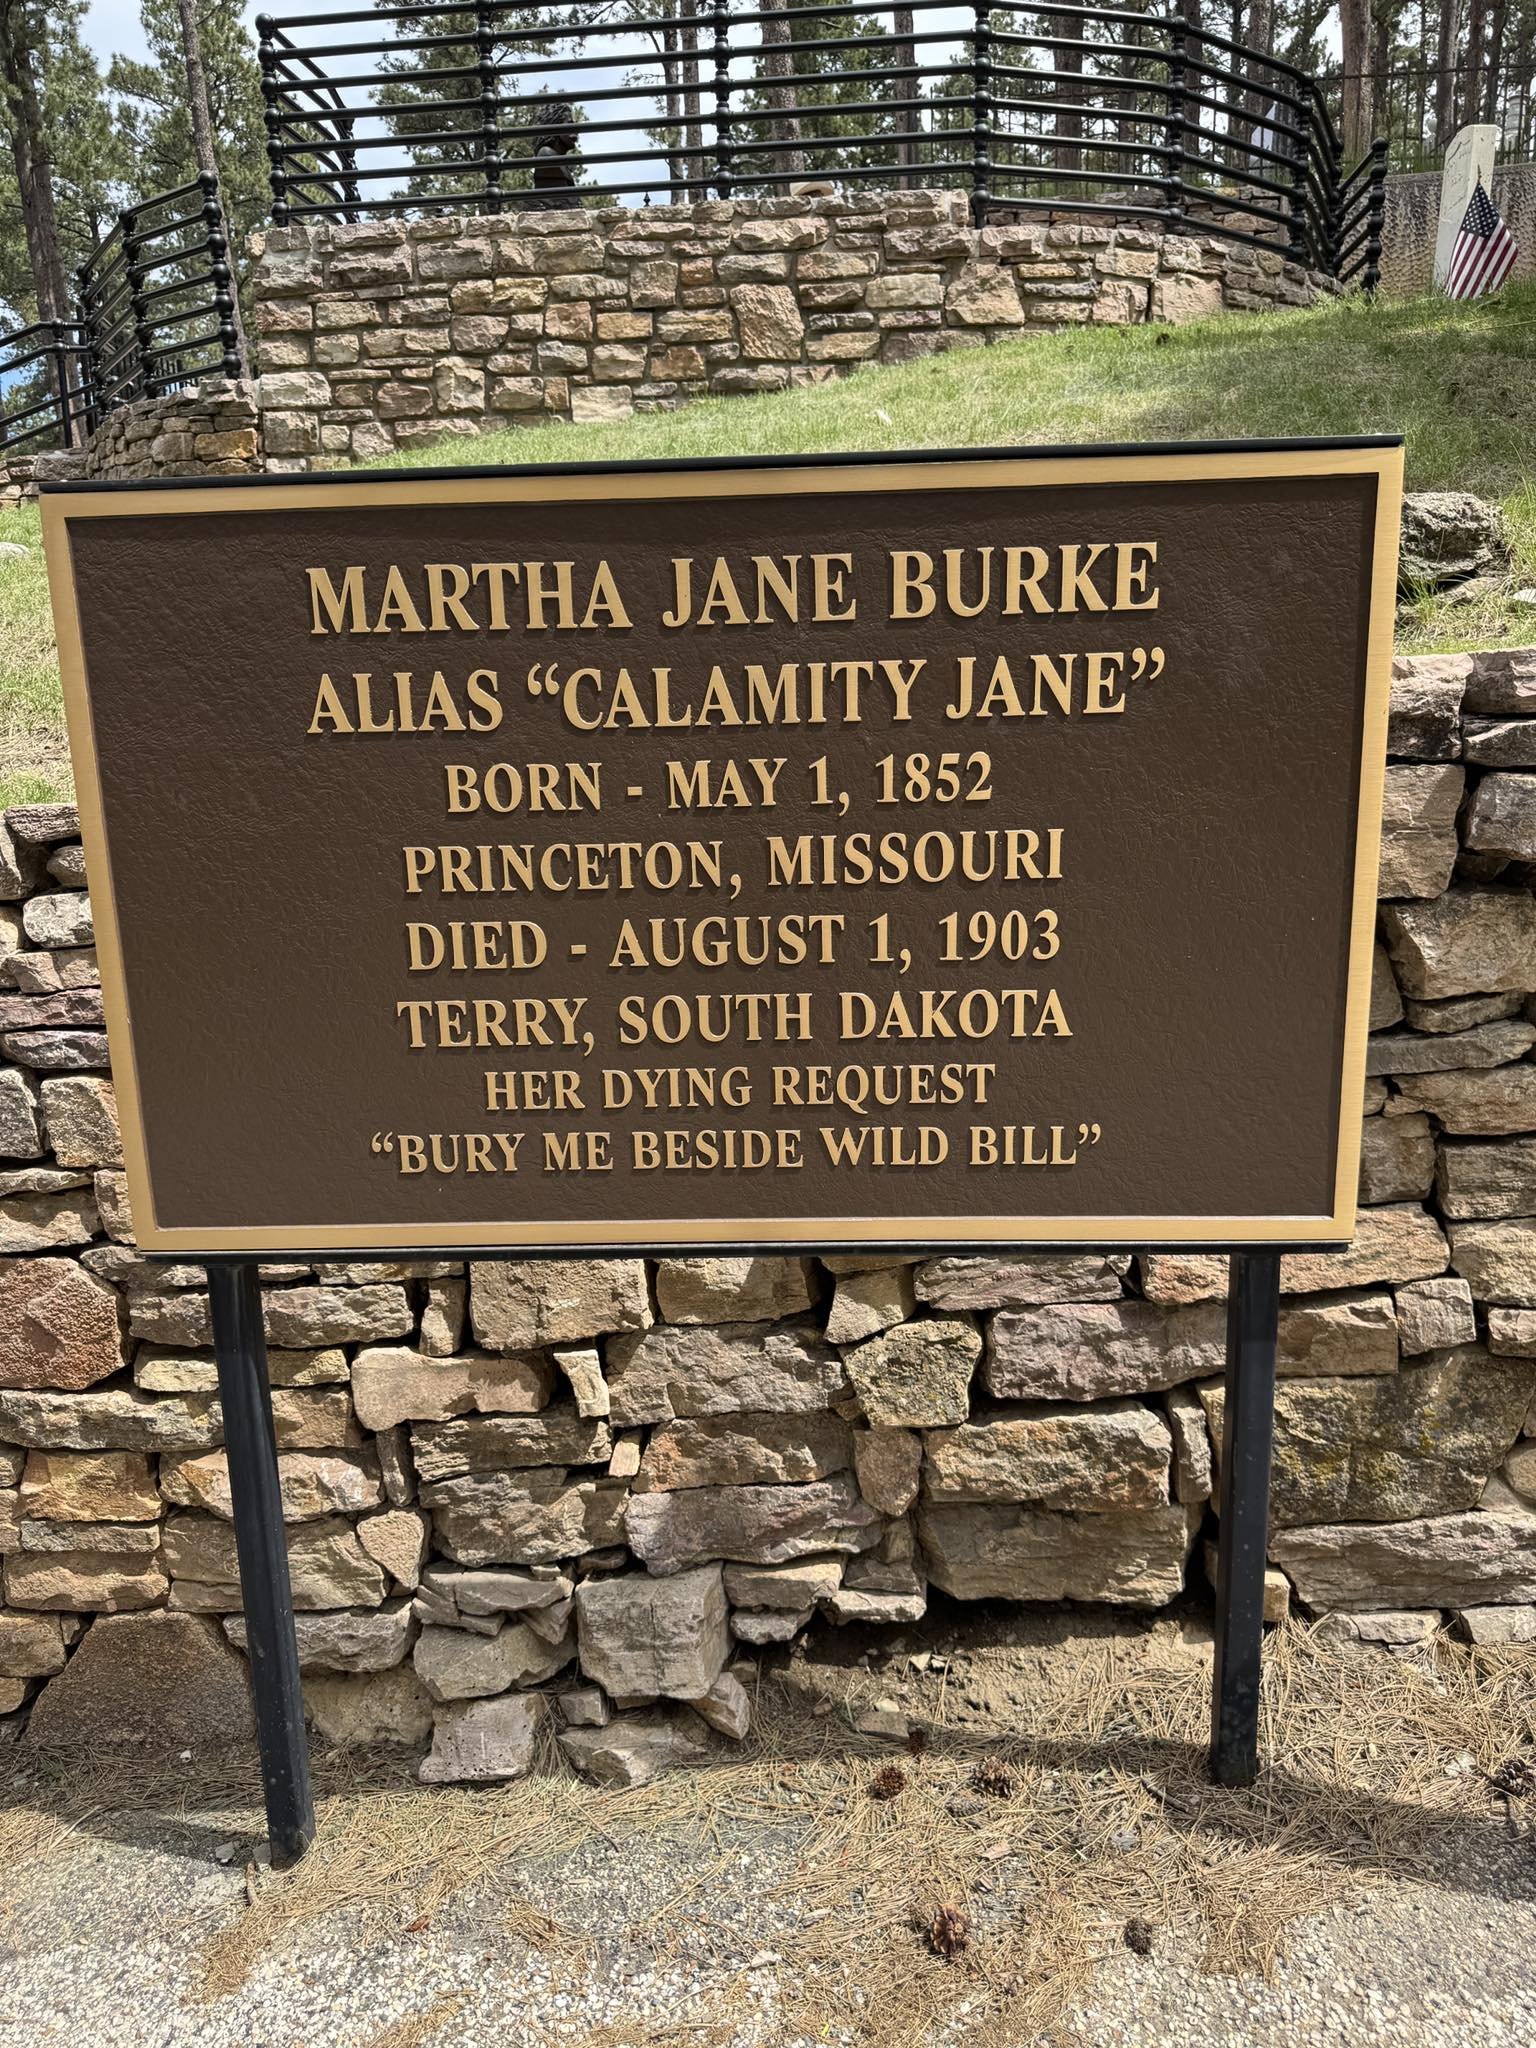 MARTHA JANE BURKE
ALIAS “CALAMITY JANE”
BORN - MAY 1, 1852
PRINCETON, MISSOURI
DIED - AUGUST 1, 1903
TERRY, SOUTH DAKOTA
HER DYING REQUEST
“BURY ME BESIDE WILD BILL”